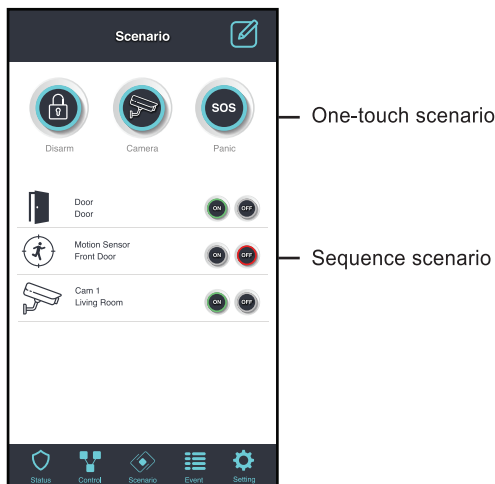 Scenario
SOS
Disarm Camera Panic
One-touch scenario
Door
Door
ON OFF
Motion Sensor
Front Door
ON OFF
Sequence scenario
Cam 1
Living Room
ON OFF
Status Control Scenario Event Setting